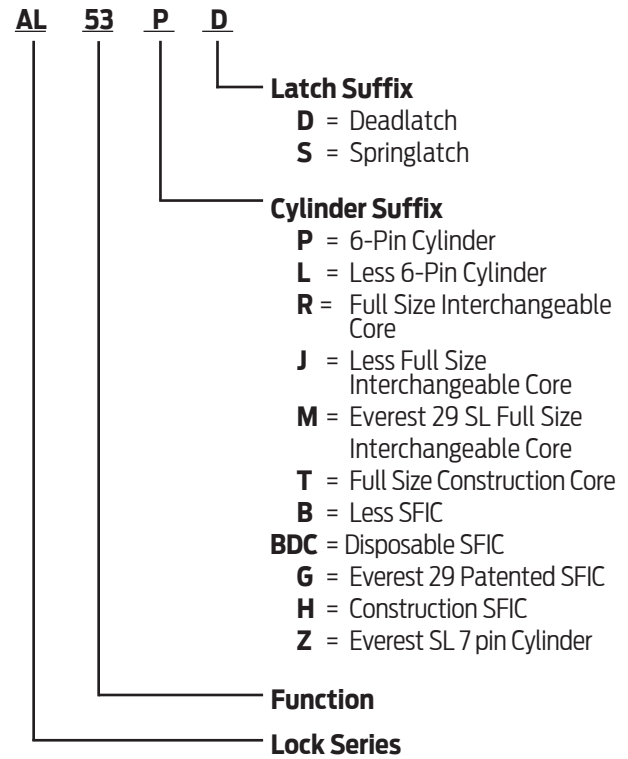 AL 53 P D
Latch Suffix
D = Deadlatch
S = Springlatch
Cylinder Suffix
P = 6-Pin Cylinder
L = Less 6-Pin Cylinder
R = Full Size Interchangeable
Core
J = Less Full Size
Interchangeable Core
M = Everest 29 SL Full Size
Interchangeable Core
T = Full Size Construction Core
B = Less SFIC
BDC = Disposable SFIC
G = Everest 29 Patented SFIC
H = Construction SFIC
Z = Everest SL 7 pin Cylinder
Function
Lock Series